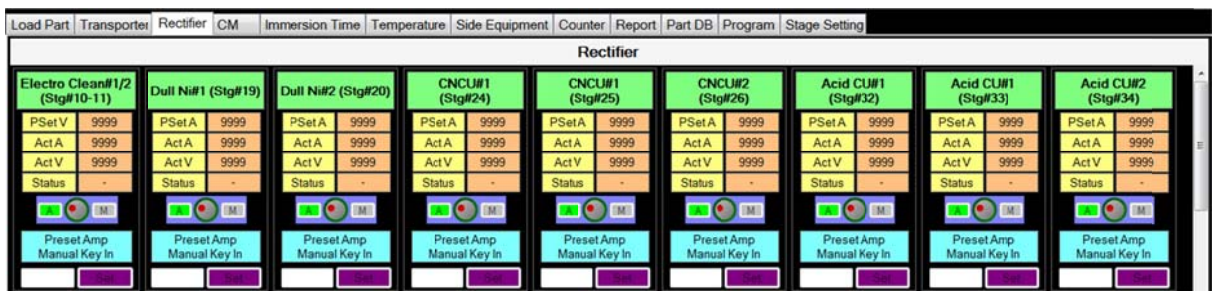 Load Part Transporter Rectifier CM Immersion Time Temperature Side Equipment Counter Report Part DB Program Stage Setting
Rectifier
Electro Clean#1/2 (Stg#10-11)
PSet V 9999
Act A 9999
Act V 9999
Status -
A M
Preset Amp
Manual Key In
Set
Dull Ni#1 (Stg#19)
PSet A 9999
Act A 9999
Act V 9999
Status -
A M
Preset Amp
Manual Key In
Set
Dull Ni#2 (Stg#20)
PSet A 9999
Act A 9999
Act V 9999
Status -
A M
Preset Amp
Manual Key In
Set
CNCU#1
(Stg#24)
PSet A 9999
Act A 9999
Act V 9999
Status -
A M
Preset Amp
Manual Key In
Set
CNCU#1
(Stg#25)
PSet A 9999
Act A 9999
Act V 9999
Status -
A M
Preset Amp
Manual Key In
Set
CNCU#2
(Stg#26)
PSet A 9999
Act A 9999
Act V 9999
Status -
A M
Preset Amp
Manual Key In
Set
Acid CU#1
(Stg#32)
PSet A 9999
Act A 9999
Act V 9999
Status -
A M
Preset Amp
Manual Key In
Set
Acid CU#1
(Stg#33)
PSet A 9999
Act A 9999
Act V 9999
Status -
A M
Preset Amp
Manual Key In
Set
Acid CU#2
(Stg#34)
PSet A 9999
Act A 9999
Act V 9999
Status -
A M
Preset Amp
Manual Key In
Set